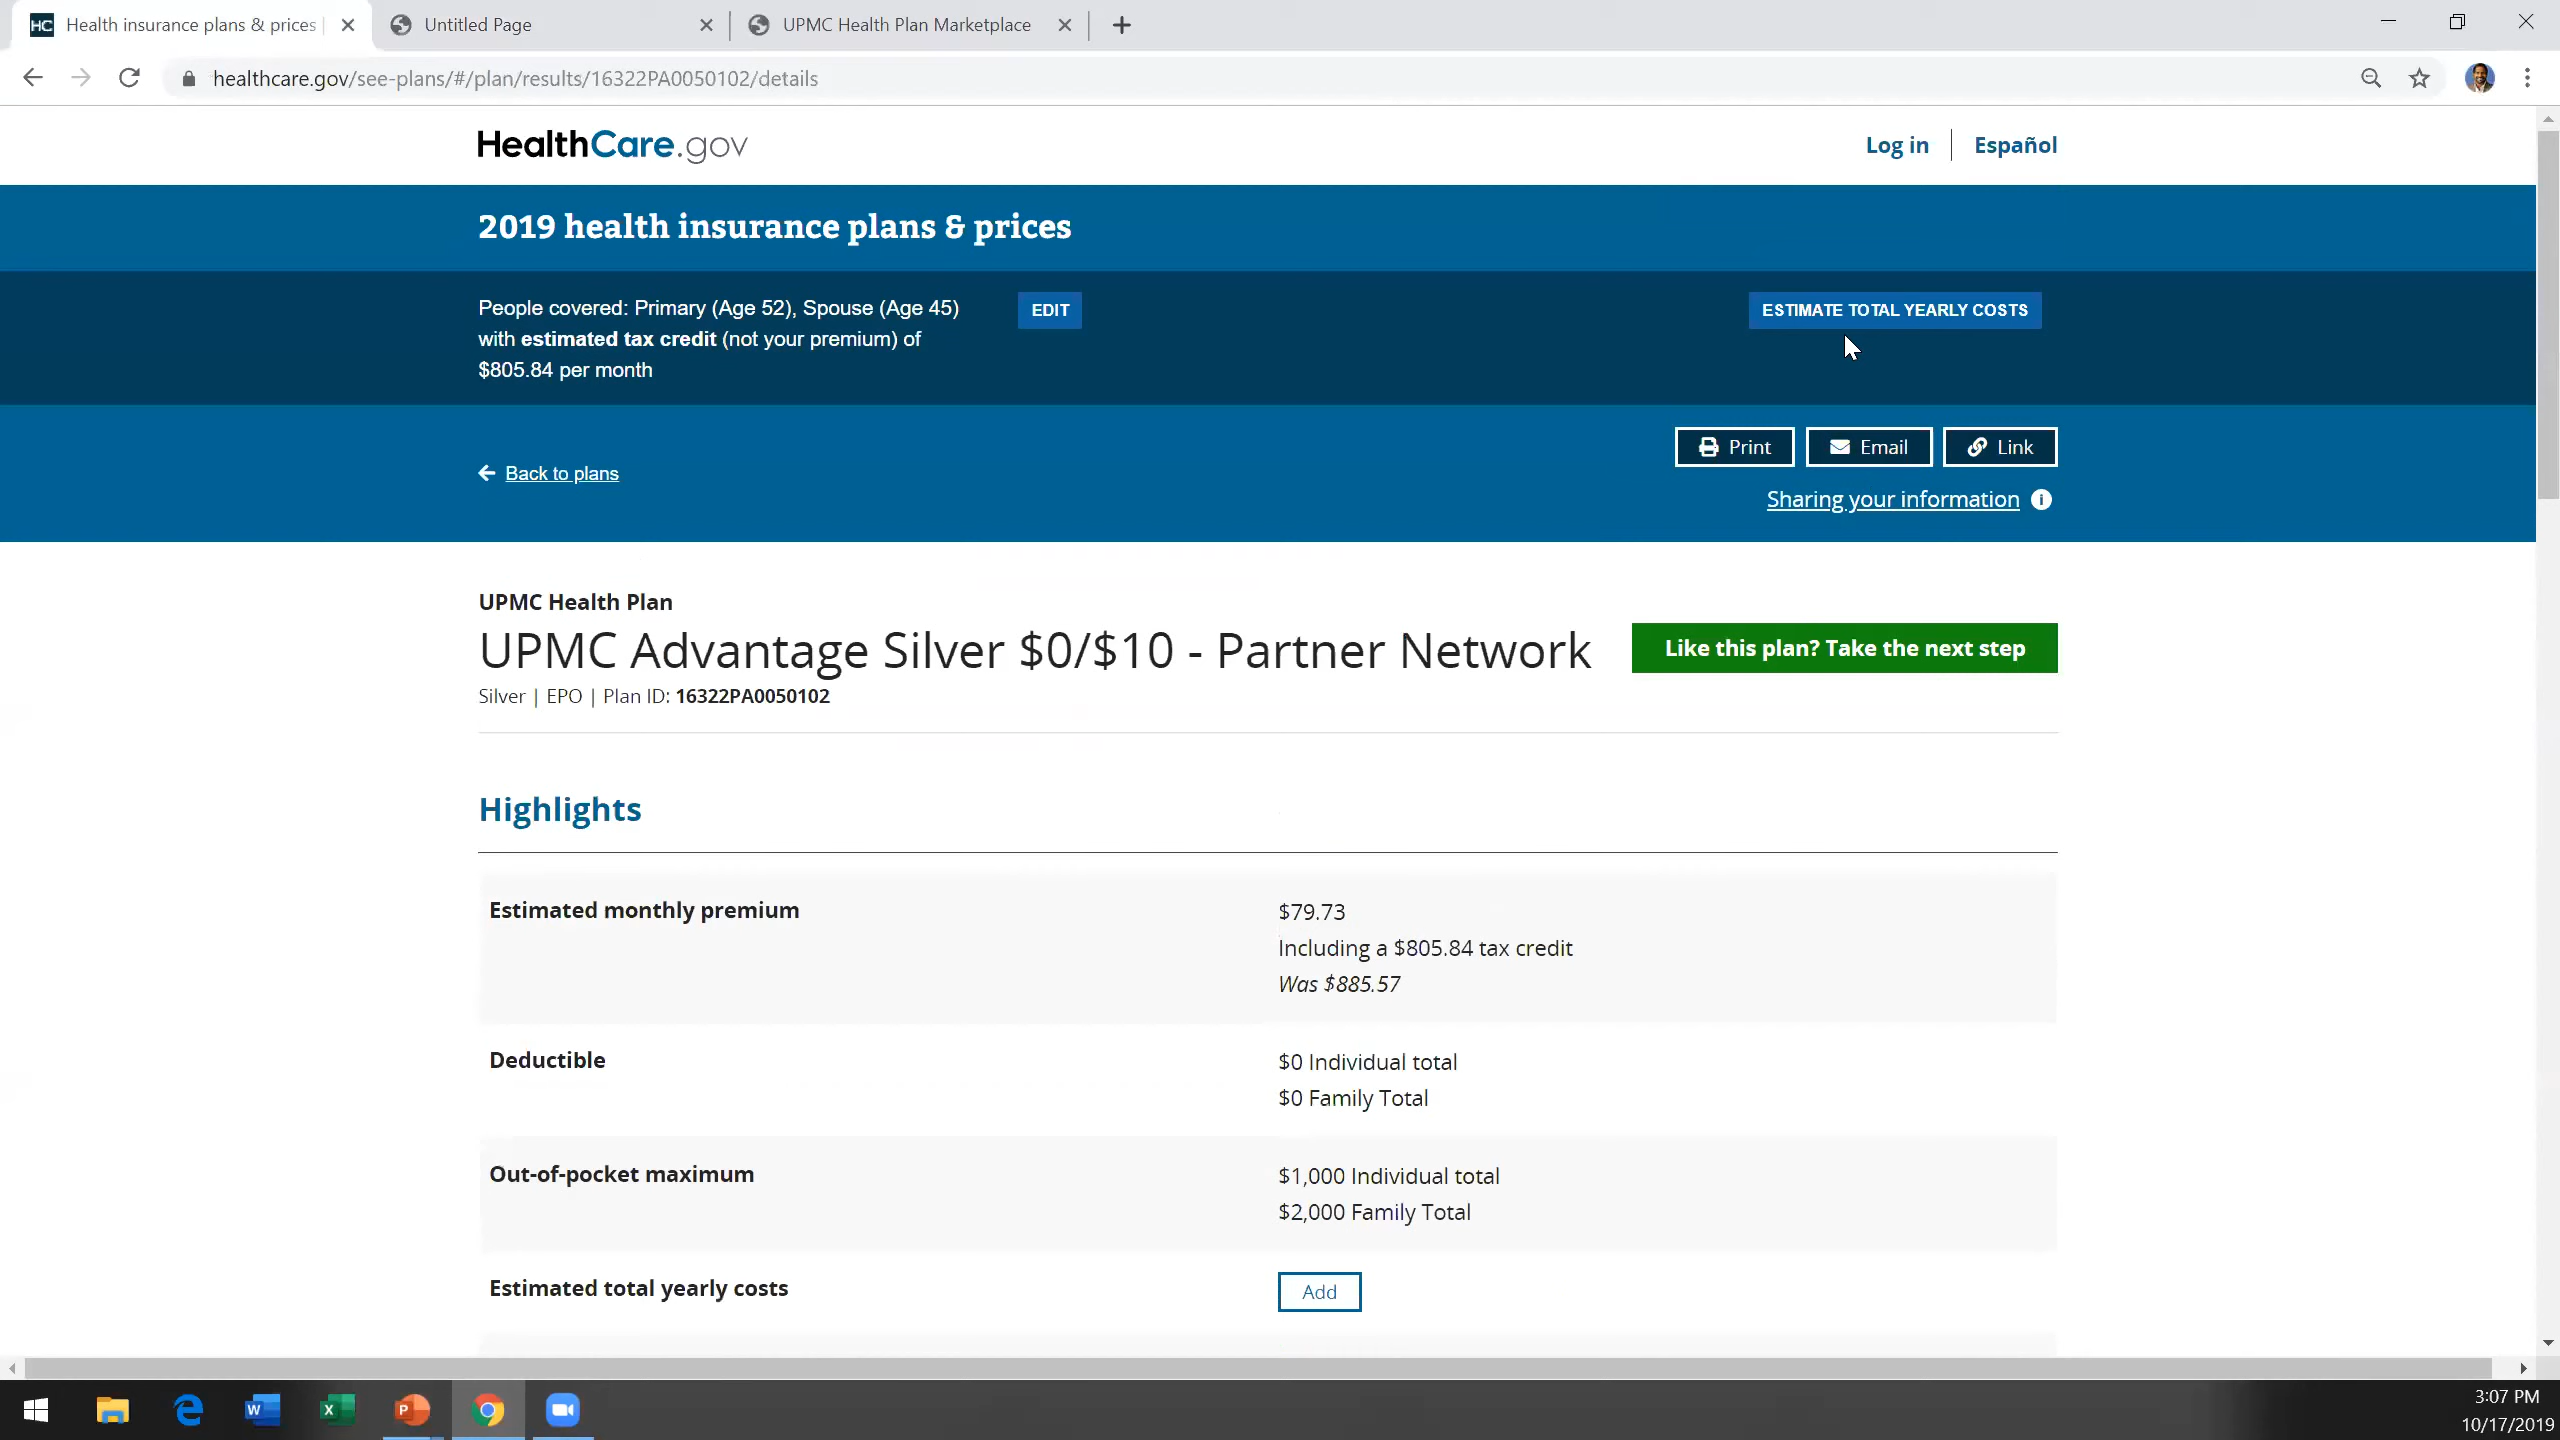 Health insurance plans & prices
Untitled Page
UPMC Health Plan Marketplace
healthcare.gov/see-plans/#/plan/results/16322PA0050102/details
HealthCare.gov
Log in
Español
2019 health insurance plans & prices
People covered: Primary (Age 52), Spouse (Age 45)
with estimated tax credit (not your premium) of
$805.84 per month
EDIT
ESTIMATE TOTAL YEARLY COSTS
Print
Email
Link
Back to plans
Sharing your information
UPMC Health Plan
UPMC Advantage Silver $0/$10 - Partner Network
Like this plan? Take the next step
Silver | EPO | Plan ID: 16322PA0050102
Highlights
Estimated monthly premium
$79.73
Including a $805.84 tax credit
Was $885.57
Deductible
$0 Individual total
$0 Family Total
Out-of-pocket maximum
$1,000 Individual total
$2,000 Family Total
Estimated total yearly costs
Add
3:07 PM
10/17/2019